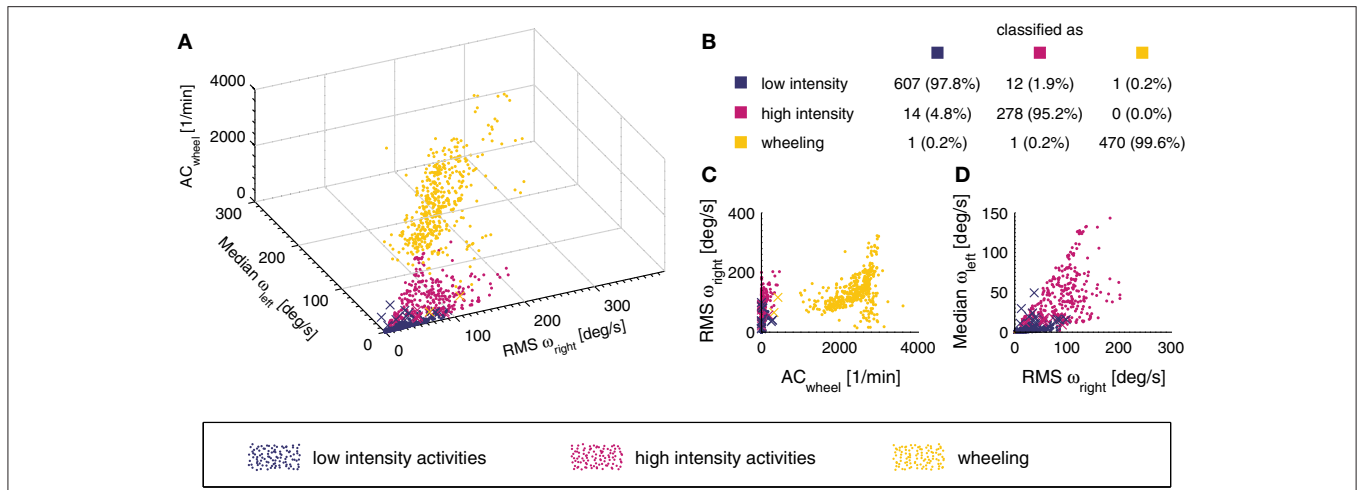 A
AC_wheel [1/min]
4000
2000
0
300
200
100
0
Median ω_left [deg/s]
0
100
200
300
RMS ω_right [deg/s]
B
classified as
low intensity 607 (97.8%) 12 (1.9%) 1 (0.2%)
high intensity 14 (4.8%) 278 (95.2%) 0 (0.0%)
wheeling 1 (0.2%) 1 (0.2%) 470 (99.6%)
C
RMS ω_right [deg/s]
400
200
0
0 2000 4000
AC_wheel [1/min]
D
Median ω_left [deg/s]
150
100
50
0
0 100 200 300
RMS ω_right [deg/s]
low intensity activities high intensity activities wheeling